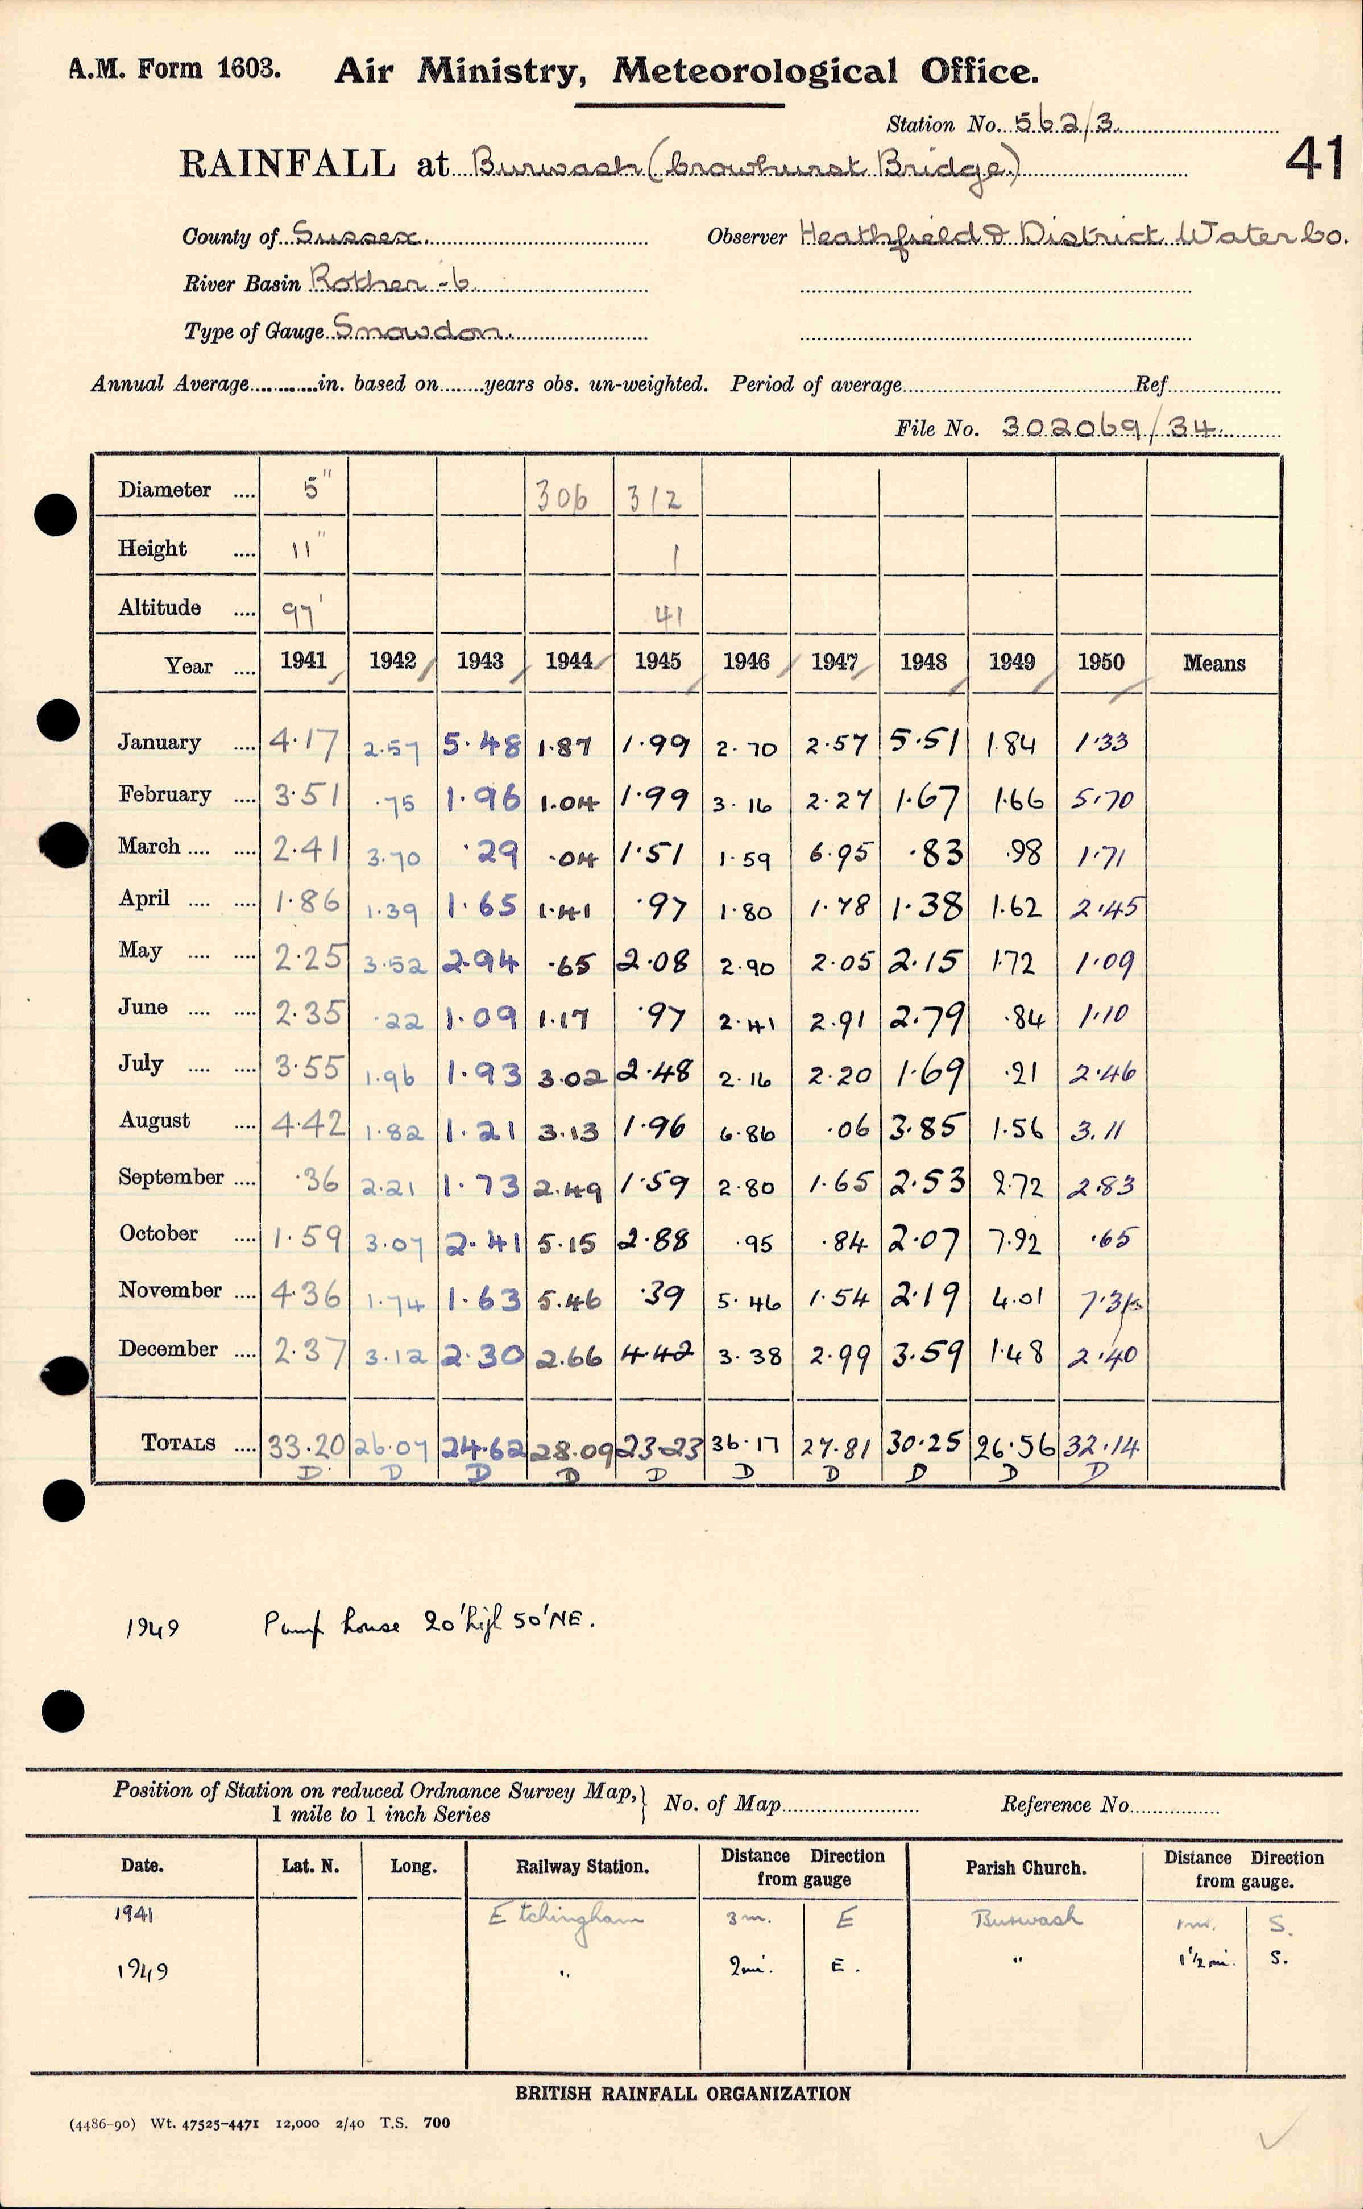 A.M. Form 1603. Air Ministry, Meteorological Office.
Station No. 562/3
41
RAINFALL at Burwash (Crowhurst Bridge)
County of Sussex. Observer Heathfield & District Water Co.
River Basin Rother -6
Type of Gauge Snowdon.
Annual Average............in. based on.......years obs. un-weighted. Period of average.......... Ref..........
File No. 302069/34
Diameter .... 5" 306 312
Height .... 11" 1
Altitude .... 97' 41
Year .... 1941 1942 1943 1944 1945 1946 1947 1948 1949 1950 Means
January .... 4.17 2.57 5.48 1.87 1.99 2.70 2.57 5.51 1.84 1.33
February .... 3.51 .75 1.96 1.04 1.99 3.16 2.27 1.67 1.66 5.70
March .... .... 2.41 3.70 .29 .04 1.51 1.59 6.95 .83 .98 1.71
April .... .... 1.86 1.39 1.65 1.41 .97 1.80 1.78 1.38 1.62 2.45
May .... .... 2.25 3.52 2.94 .65 2.08 2.90 2.05 2.15 1.72 1.09
June .... .... 2.35 .22 1.09 1.17 .97 2.41 2.91 2.79 .84 1.10
July .... .... 3.55 1.96 1.93 3.02 2.48 2.16 2.20 1.69 .21 2.46
August .... 4.42 1.82 1.21 3.13 1.96 6.86 .06 3.85 1.56 3.11
September .... .36 2.21 1.73 2.49 1.59 2.80 1.65 2.53 2.72 2.83
October .... 1.59 3.07 2.41 5.15 2.88 .95 .84 2.07 7.92 .65
November .... 4.36 1.74 1.63 5.46 .39 5.46 1.54 2.19 4.01 7.31
December .... 2.37 3.12 2.30 2.66 4.42 3.38 2.99 3.59 1.48 2.40
TOTALS .... 33.20 26.07 24.62 28.09 23.23 36.17 27.81 30.25 26.56 32.14
D D D D D D D D D D
1949 Pump house 20' high 50' NE.
Position of Station on reduced Ordnance Survey Map, } No. of Map.......... Reference No..........
1 mile to 1 inch Series
Date. Lat. N. Long. Railway Station. Distance Direction from gauge Parish Church. Distance Direction from gauge.
1941 Etchingham 3m. E Burwash 1m. S.
1949 " 2mi. E. " 1½mi. S.
BRITISH RAINFALL ORGANIZATION
(4486-90) Wt. 47525-4471 12,000 2/40 T.S. 700